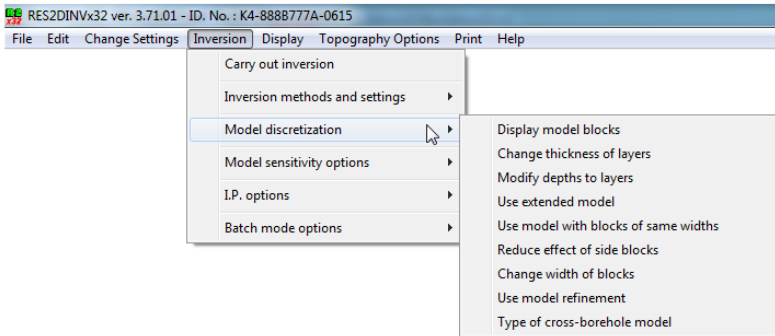 RES2DINVx32 ver. 3.71.01 - ID. No. : K4-888B777A-0615
File Edit Change Settings Inversion Display Topography Options Print Help
Carry out inversion
Inversion methods and settings
Model discretization
Model sensitivity options
I.P. options
Batch mode options
Display model blocks
Change thickness of layers
Modify depths to layers
Use extended model
Use model with blocks of same widths
Reduce effect of side blocks
Change width of blocks
Use model refinement
Type of cross-borehole model